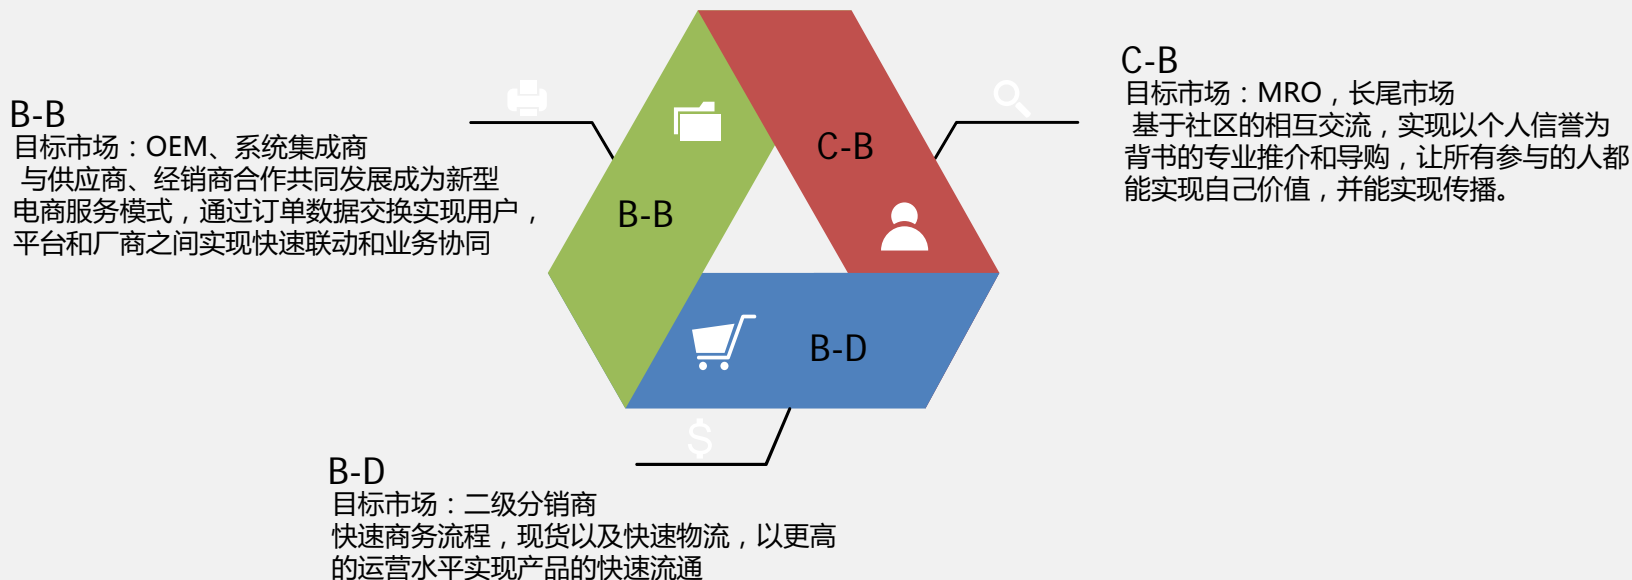 B-B
目标市场：OEM、系统集成商
与供应商、经销商合作共同发展成为新型
电商服务模式，通过订单数据交换实现用户，
平台和厂商之间实现快速联动和业务协同
C-B
目标市场：MRO，长尾市场
基于社区的相互交流，实现以个人信誉为
背书的专业推介和导购，让所有参与的人都
能实现自己价值，并能实现传播。
C-B
B-B
B-D
B-D
目标市场：二级分销商
快速商务流程，现货以及快速物流，以更高
的运营水平实现产品的快速流通